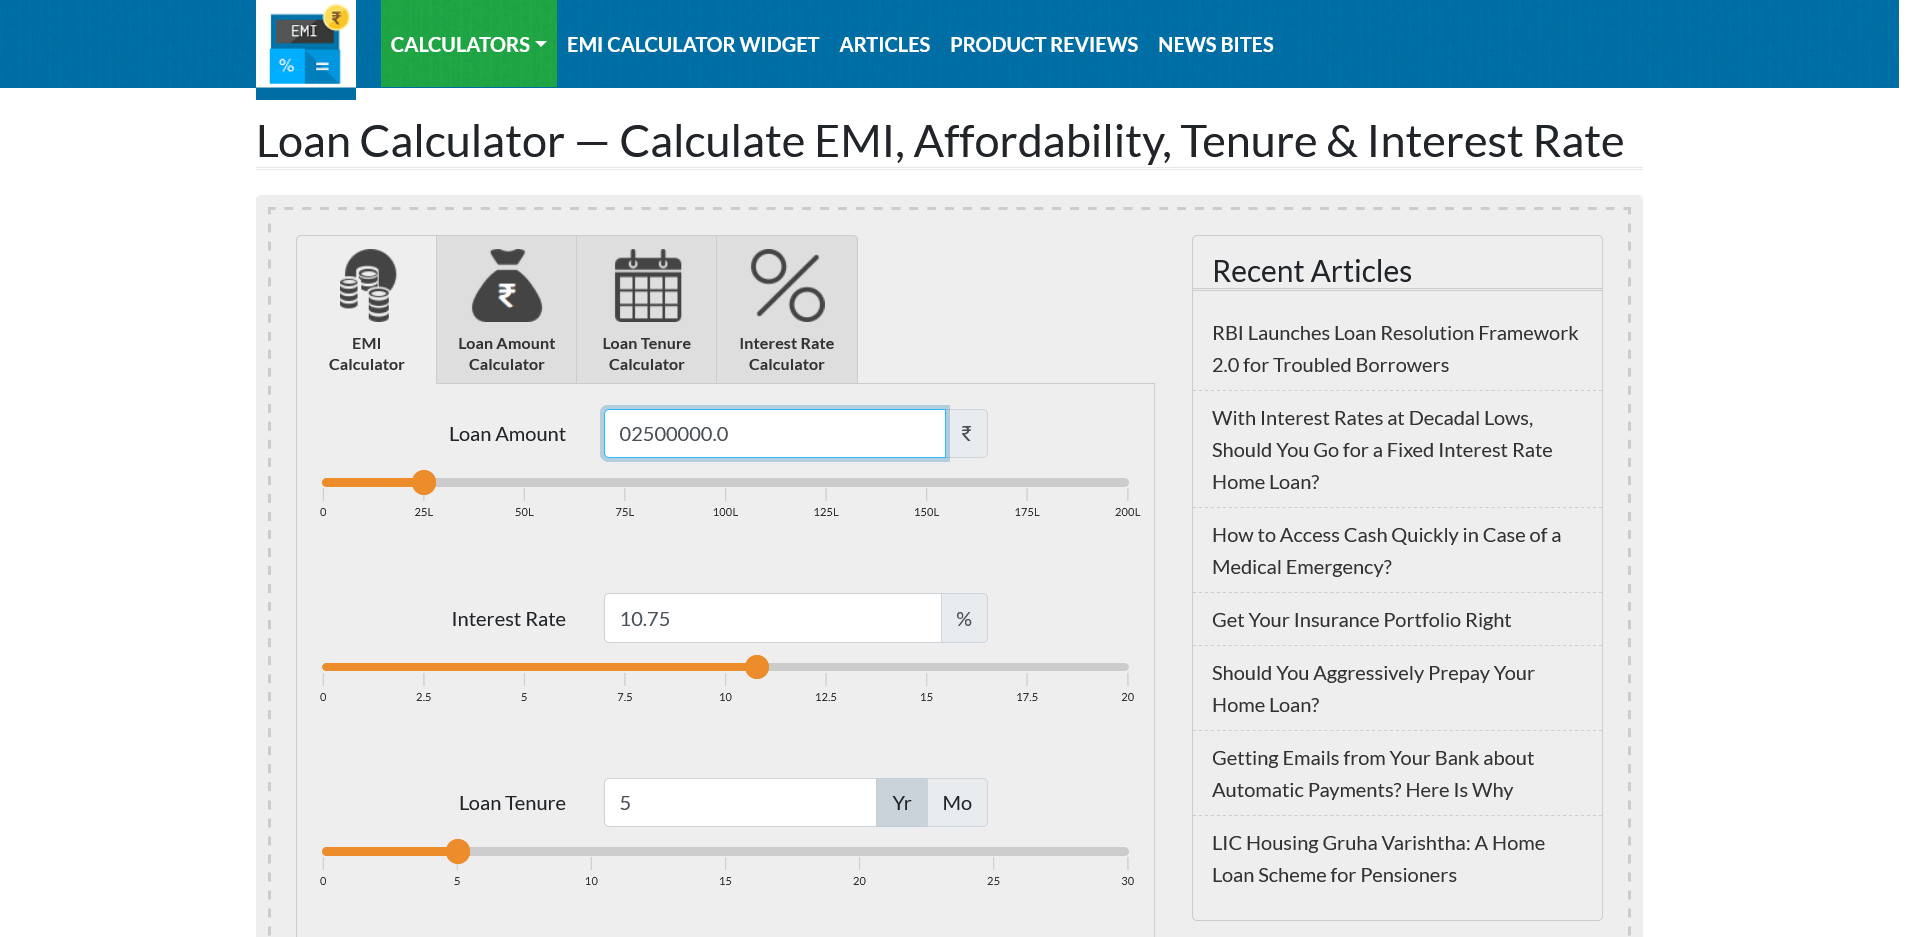 EMI
₹
%
=
CALCULATORS
EMI CALCULATOR WIDGET
ARTICLES
PRODUCT REVIEWS
NEWS BITES
Loan Calculator — Calculate EMI, Affordability, Tenure & Interest Rate
₹
EMI
Calculator
Loan Amount
Calculator
Loan Tenure
Calculator
Interest Rate
Calculator
Loan Amount
02500000.0
₹
0 25L 50L 75L 100L 125L 150L 175L 200L
Interest Rate
10.75
%
0 2.5 5 7.5 10 12.5 15 17.5 20
Loan Tenure
5
Yr
Mo
0 5 10 15 20 25 30
Recent Articles
RBI Launches Loan Resolution Framework
2.0 for Troubled Borrowers
With Interest Rates at Decadal Lows,
Should You Go for a Fixed Interest Rate
Home Loan?
How to Access Cash Quickly in Case of a
Medical Emergency?
Get Your Insurance Portfolio Right
Should You Aggressively Prepay Your
Home Loan?
Getting Emails from Your Bank about
Automatic Payments? Here Is Why
LIC Housing Gruha Varishtha: A Home
Loan Scheme for Pensioners